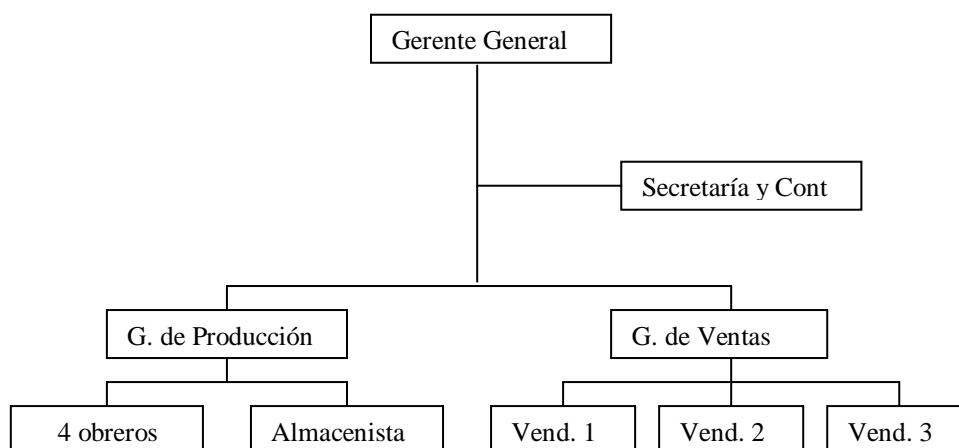 Gerente General
Secretaría y Cont
G. de Producción
G. de Ventas
4 obreros
Almacenista
Vend. 1
Vend. 2
Vend. 3